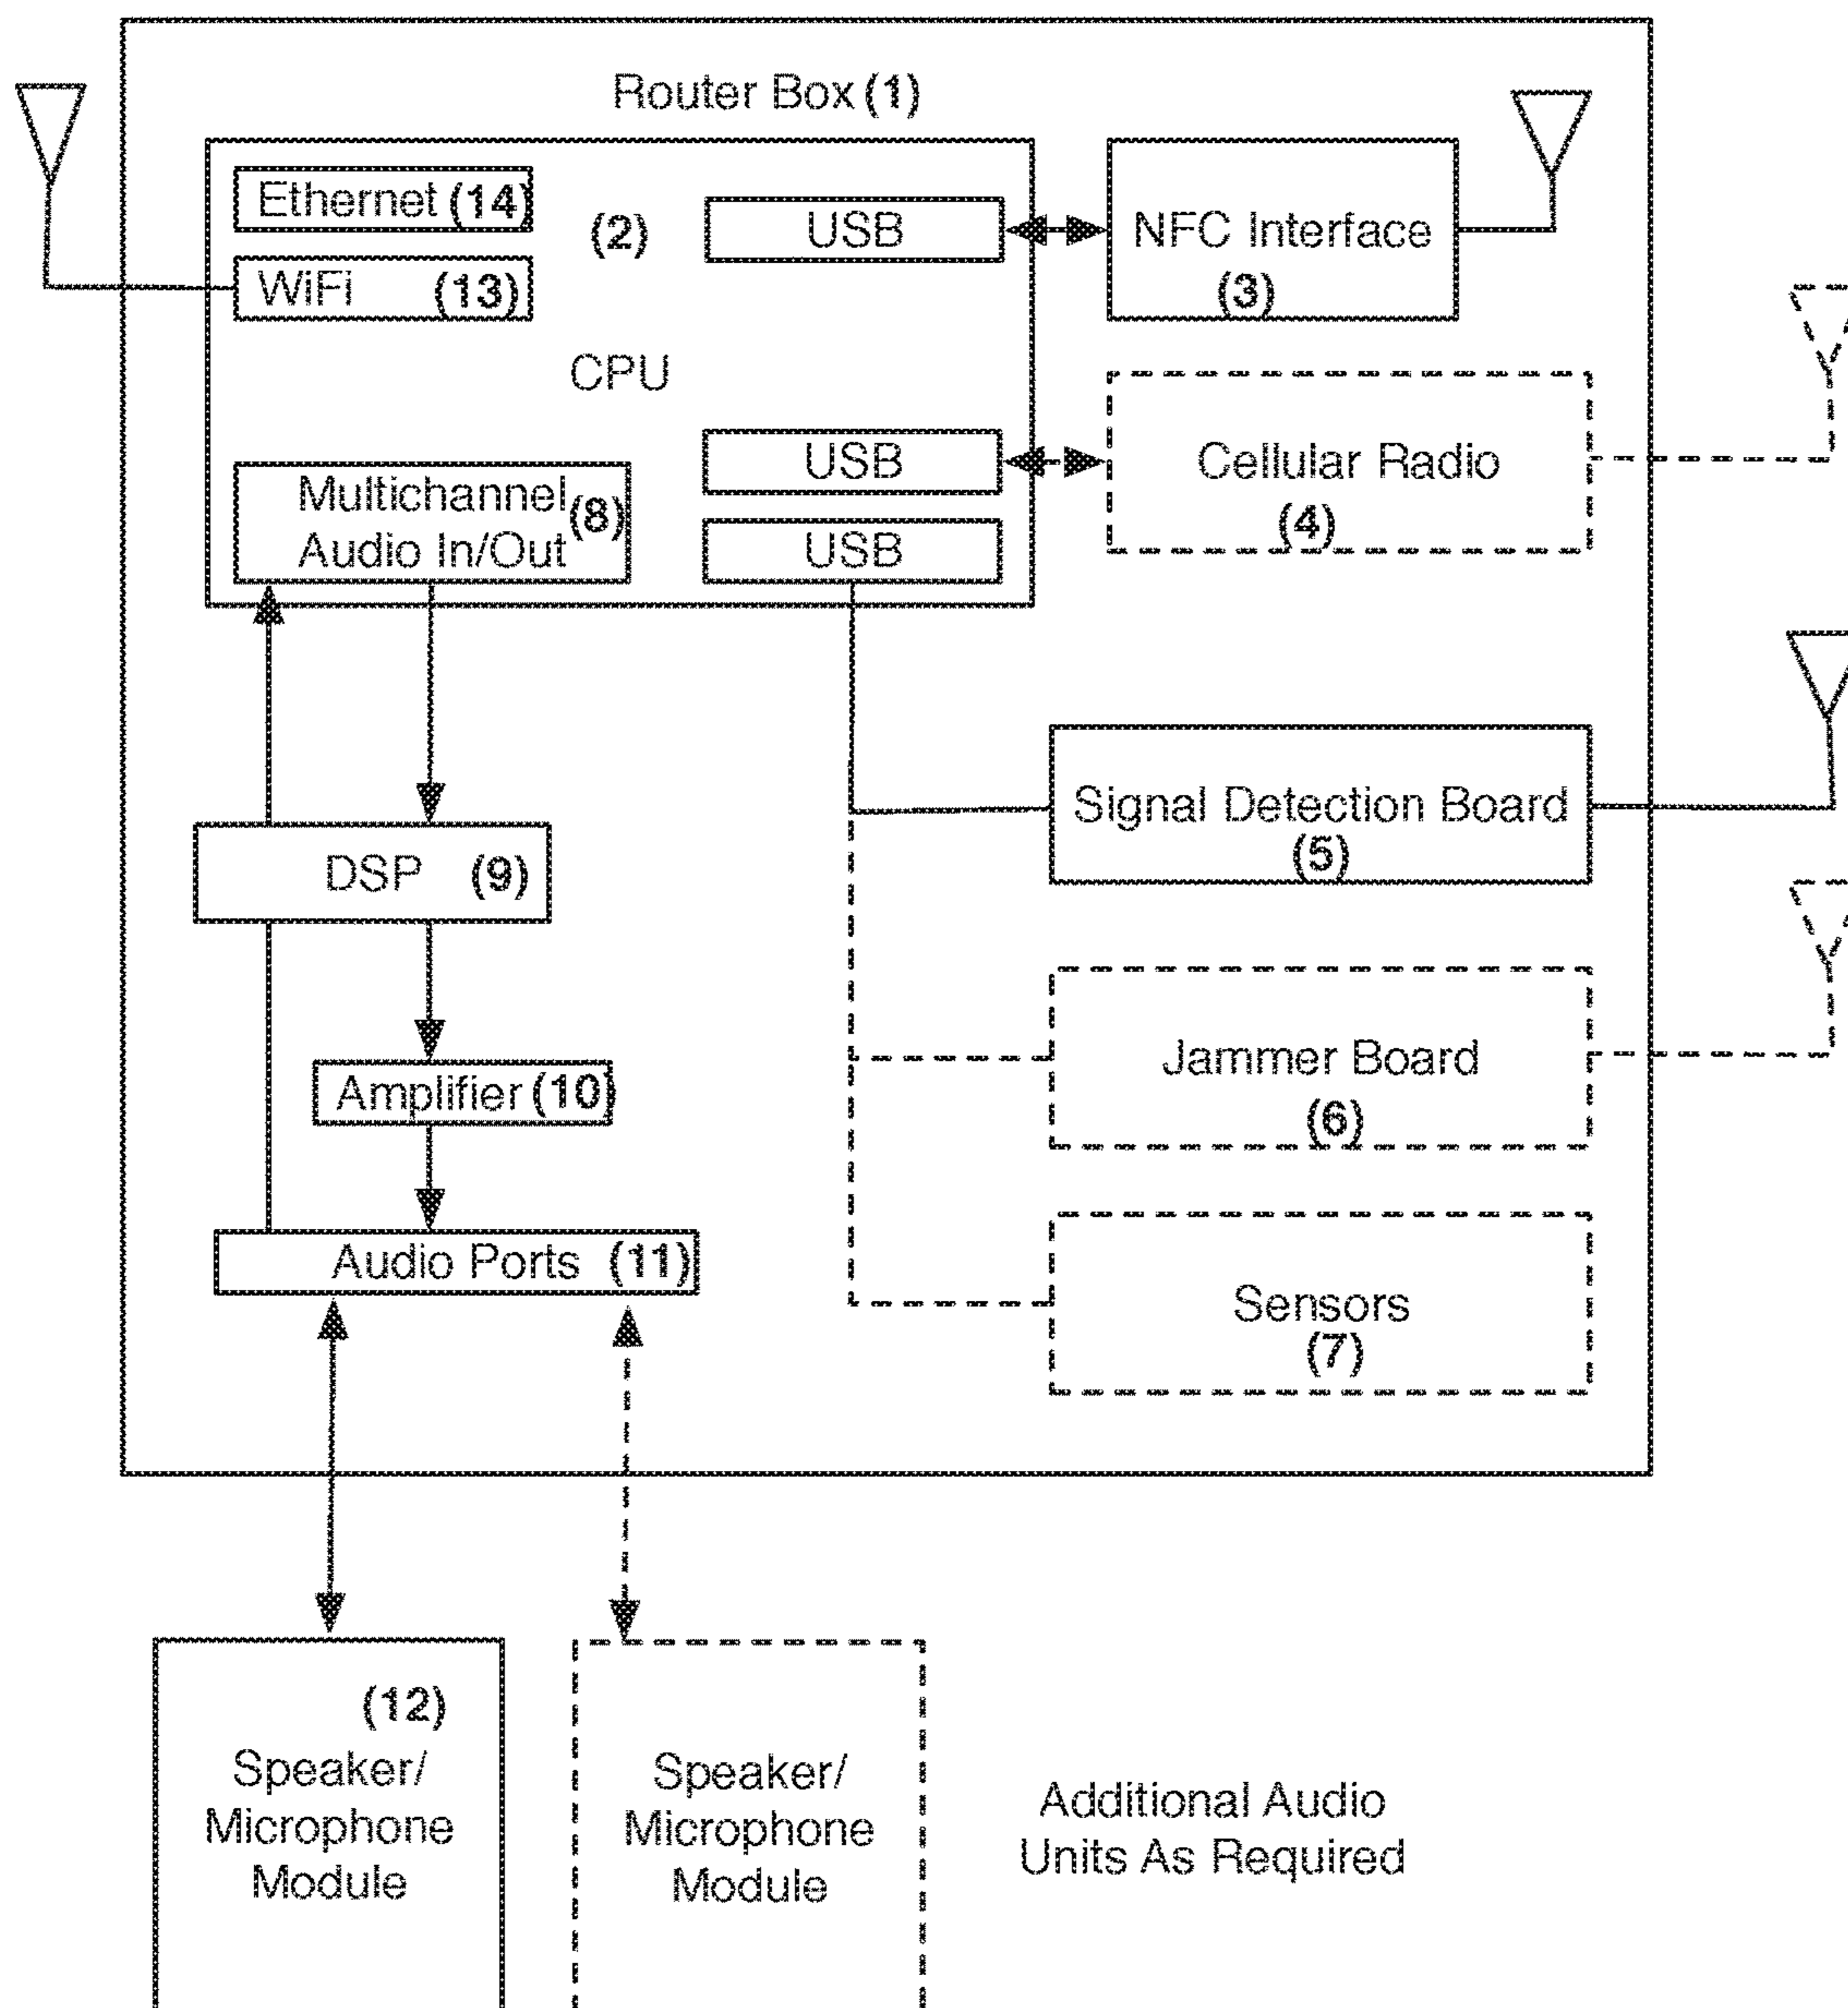 Router Box (1)
Ethernet (14)
(2)
USB
NFC Interface
(3)
WiFi (13)
CPU
USB
Cellular Radio
(4)
Multichannel
Audio In/Out
(8)
USB
Signal Detection Board
(5)
DSP (9)
Jammer Board
(6)
Amplifier (10)
Audio Ports (11)
Sensors
(7)
(12)
Speaker/
Microphone
Module
Speaker/
Microphone
Module
Additional Audio
Units As Required